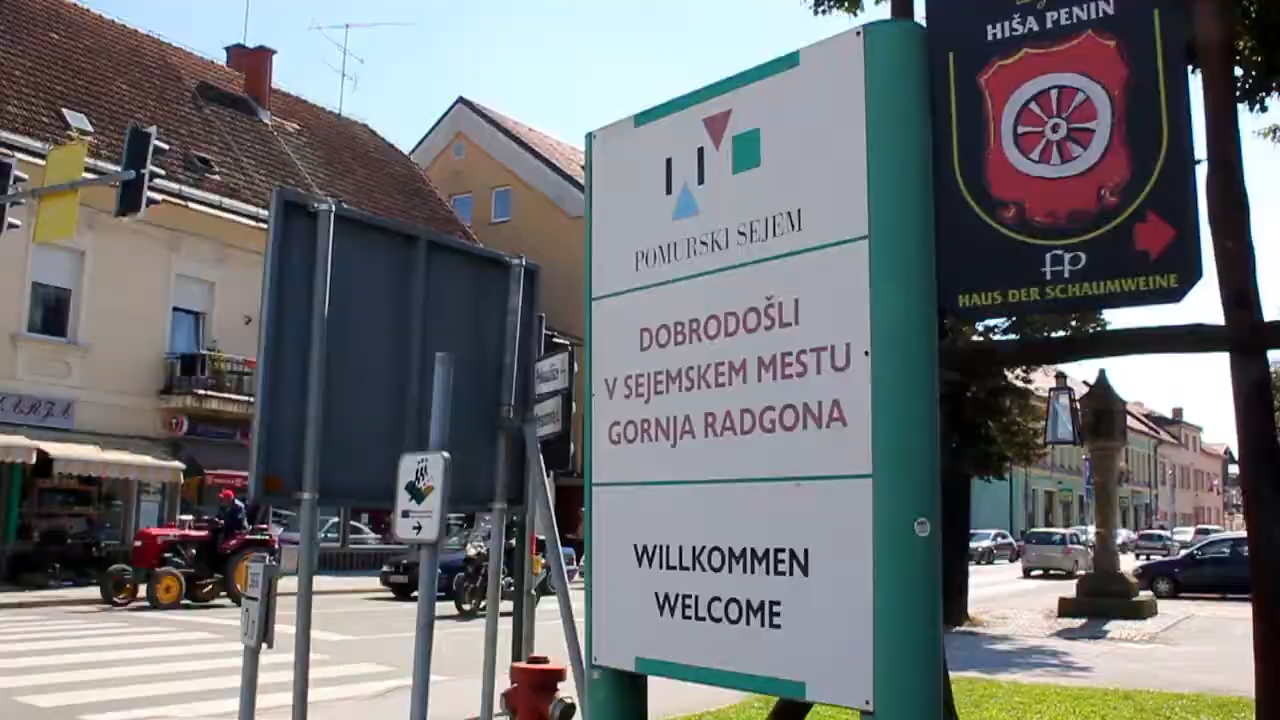 HIŠA PENIN
fp
HAUS DER SCHAUMWEINE
POMURSKI SEJEM
DOBRODOŠLI
V SEJEMSKEM MESTU
GORNJA RADGONA
WILLKOMMEN
WELCOME